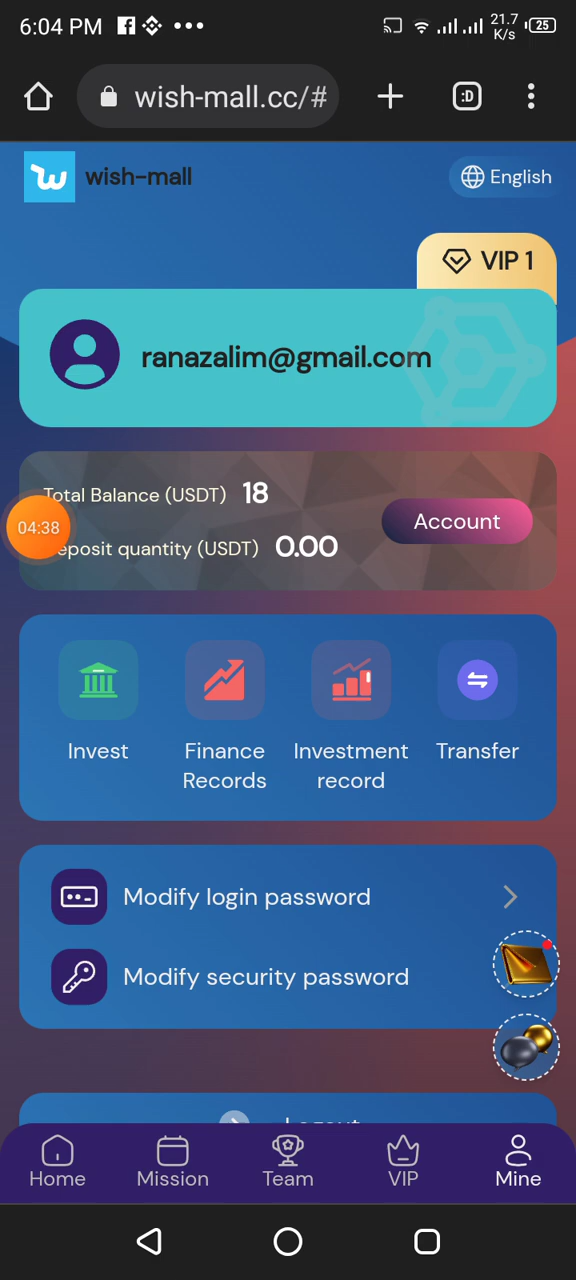 6:04 PM
21.7
K/s
25
wish-mall.cc/#
:D
wish-mall
English
VIP 1
ranazalim@gmail.com
Total Balance (USDT) 18
Account
04:38
eposit quantity (USDT) 0.00
Invest
Finance
Records
Investment
record
Transfer
Modify login password
Modify security password
Logout
Home
Mission
Team
VIP
Mine